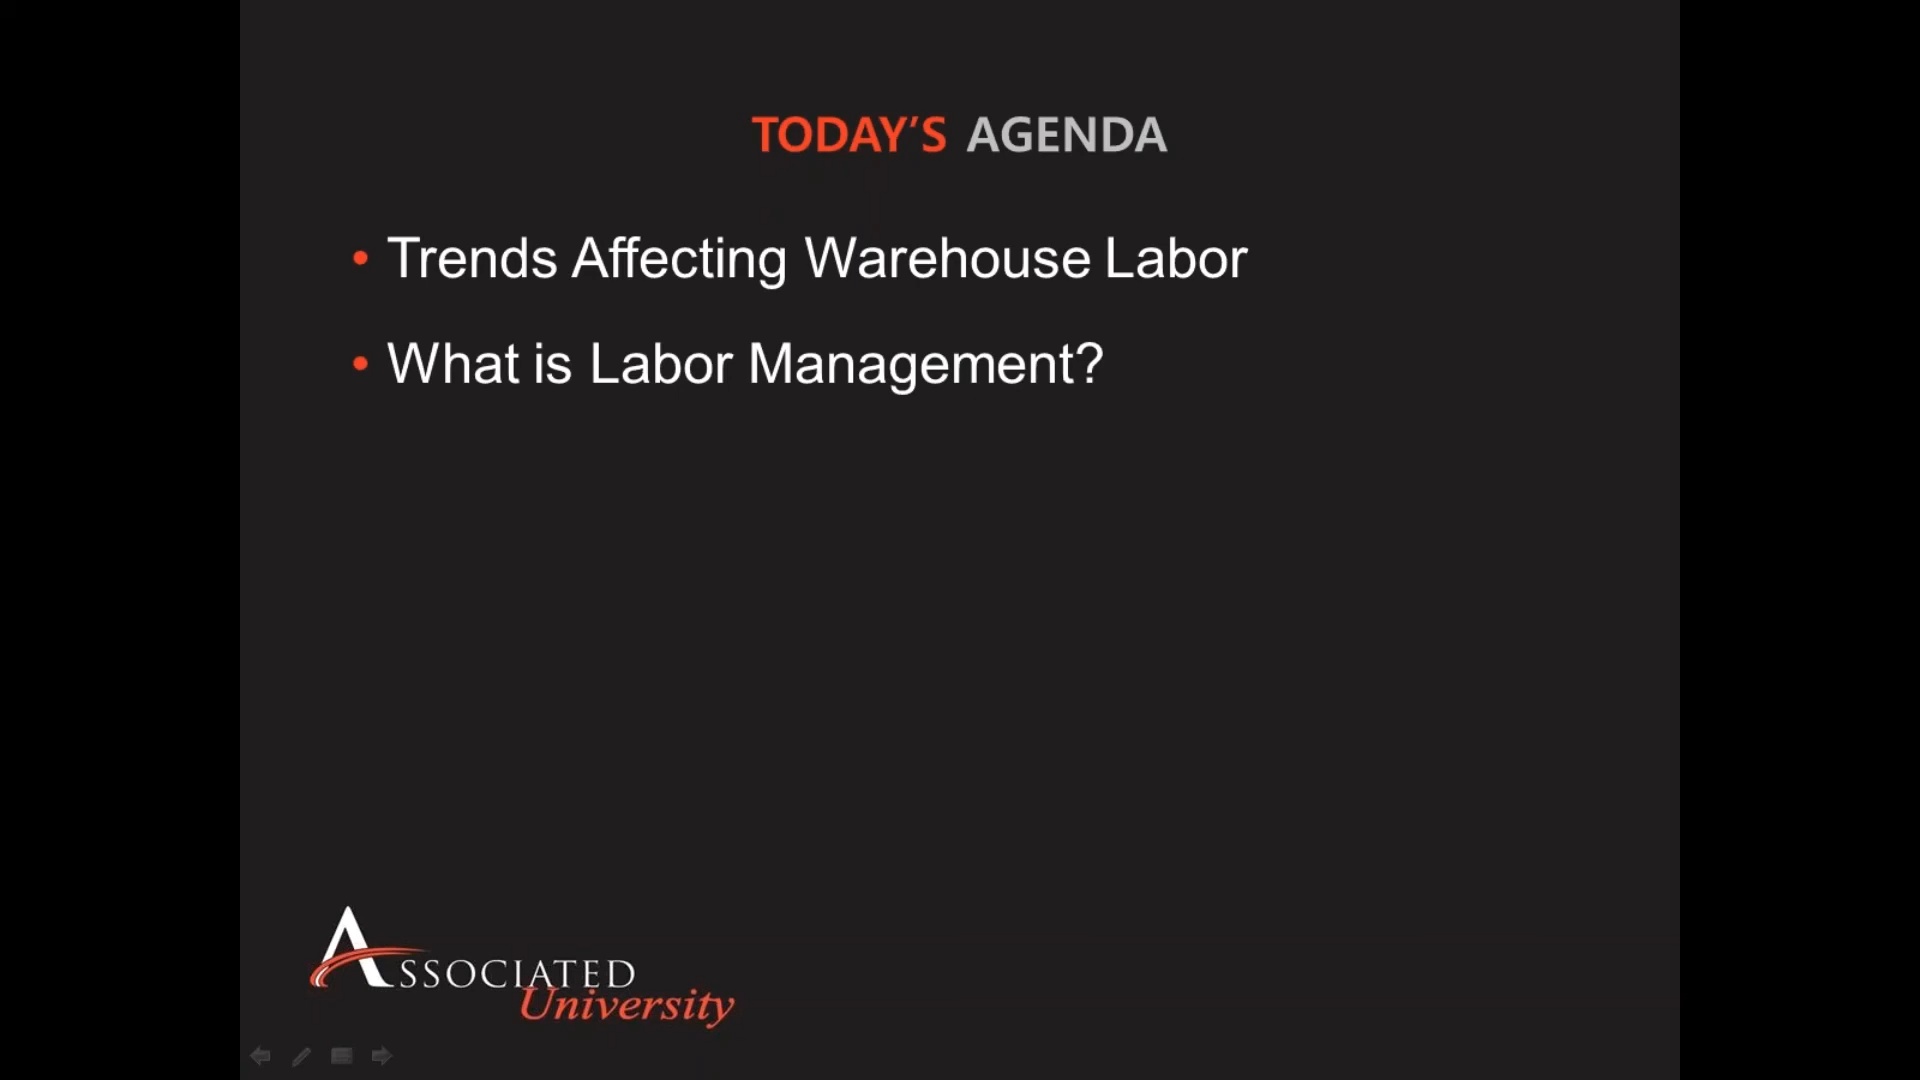 TODAY’S AGENDA
• Trends Affecting Warehouse Labor
• What is Labor Management?
ASSOCIATED
University